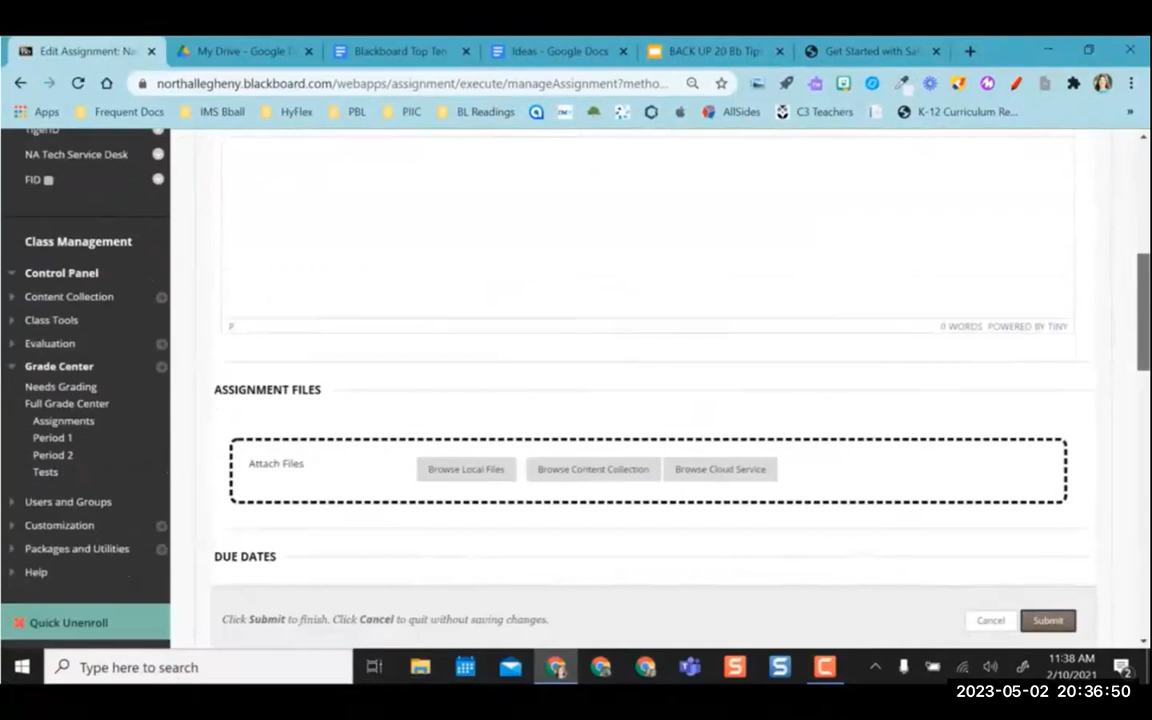 Edit Assignment: Na
My Drive - Google D
Blackboard Top Ten
Ideas - Google Docs
BACK UP 20 Bb Tip
Get Started with Sa
northallegheny.blackboard.com/webapps/assignment/execute/manageAssignment?metho...
Apps
Frequent Docs
IMS Bball
HyFlex
PBL
PIIC
BL Readings
AllSides
C3 Teachers
K-12 Curriculum Re...
»
TigerID
NA Tech Service Desk
FID
Class Management
Control Panel
Content Collection
Class Tools
Evaluation
Grade Center
Needs Grading
Full Grade Center
Assignments
Period 1
Period 2
Tests
Users and Groups
Customization
Packages and Utilities
Help
Quick Unenroll
P
0 WORDS POWERED BY TINY
ASSIGNMENT FILES
Attach Files
Browse Local Files
Browse Content Collection
Browse Cloud Service
DUE DATES
Click Submit to finish. Click Cancel to quit without saving changes.
Cancel
Submit
Type here to search
11:38 AM
2/10/2021
2023-05-02 20:36:50